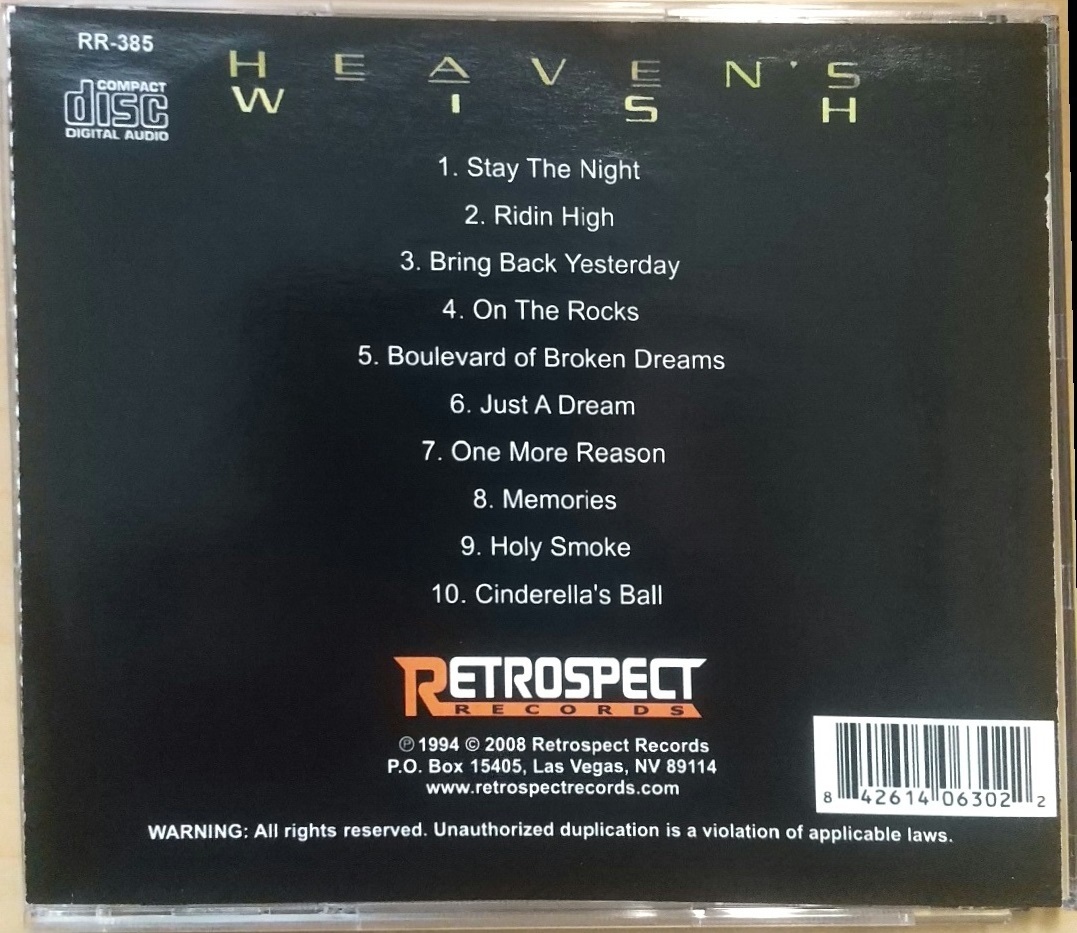 RR-385
COMPACT
disc
DIGITAL AUDIO
HEAVEN'S
WISH
1. Stay The Night
2. Ridin High
3. Bring Back Yesterday
4. On The Rocks
5. Boulevard of Broken Dreams
6. Just A Dream
7. One More Reason
8. Memories
9. Holy Smoke
10. Cinderella's Ball
RETROSPECT
RECORDS
℗ 1994 © 2008 Retrospect Records
P.O. Box 15405, Las Vegas, NV 89114
www.retrospectrecords.com
8 42614 06302 2
WARNING: All rights reserved. Unauthorized duplication is a violation of applicable laws.